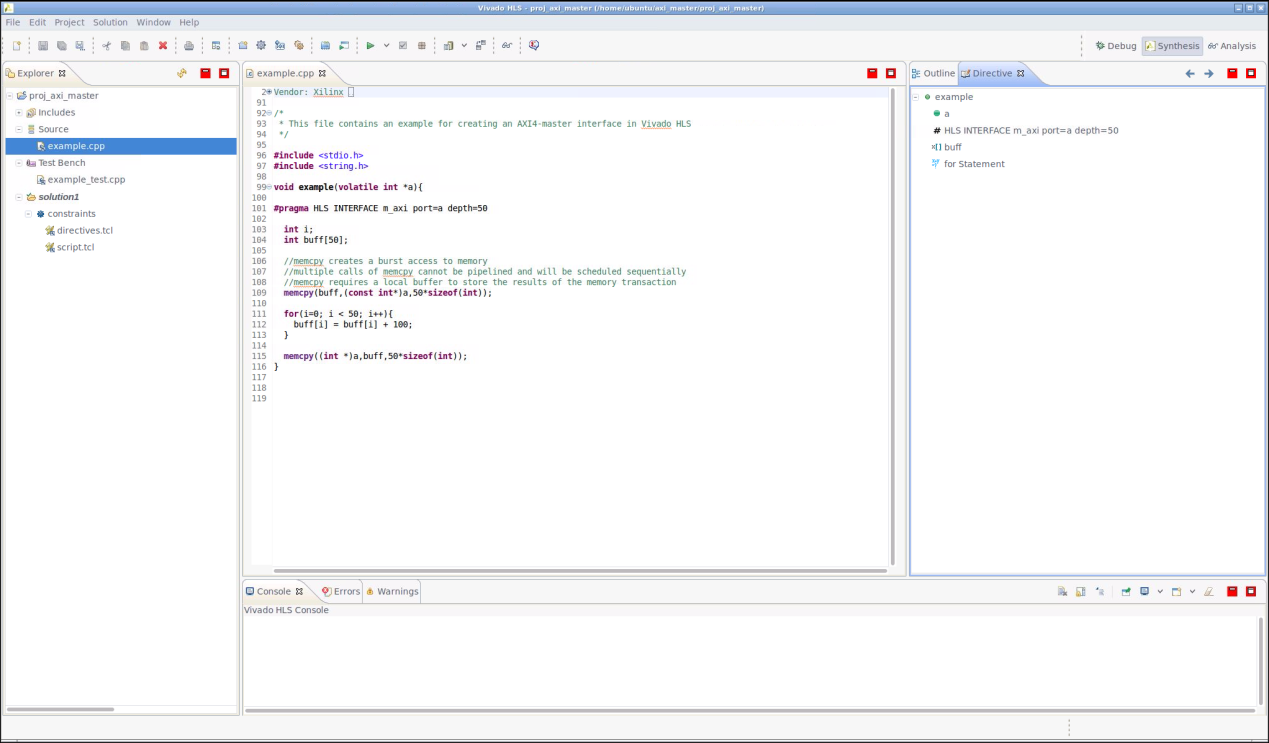 Vivado HLS - proj_axi_master (/home/ubuntu/axi_master/proj_axi_master)
File Edit Project Solution Window Help
Debug Synthesis Analysis
Explorer
proj_axi_master
Includes
Source
example.cpp
Test Bench
example_test.cpp
solution1
constraints
directives.tcl
script.tcl
example.cpp
2 Vendor: Xilinx
91
92 /*
93  * This file contains an example for creating an AXI4-master interface in Vivado HLS
94  */
95
96 #include <stdio.h>
97 #include <string.h>
98
99 void example(volatile int *a){
100
101 #pragma HLS INTERFACE m_axi port=a depth=50
102
103   int i;
104   int buff[50];
105
106   //memcpy creates a burst access to memory
107   //multiple calls of memcpy cannot be pipelined and will be scheduled sequentially
108   //memcpy requires a local buffer to store the results of the memory transaction
109   memcpy(buff,(const int*)a,50*sizeof(int));
110
111   for(i=0; i < 50; i++){
112     buff[i] = buff[i] + 100;
113   }
114
115   memcpy((int *)a,buff,50*sizeof(int));
116 }
117
118
119
Outline Directive
example
a
# HLS INTERFACE m_axi port=a depth=50
buff
for Statement
Console Errors Warnings
Vivado HLS Console